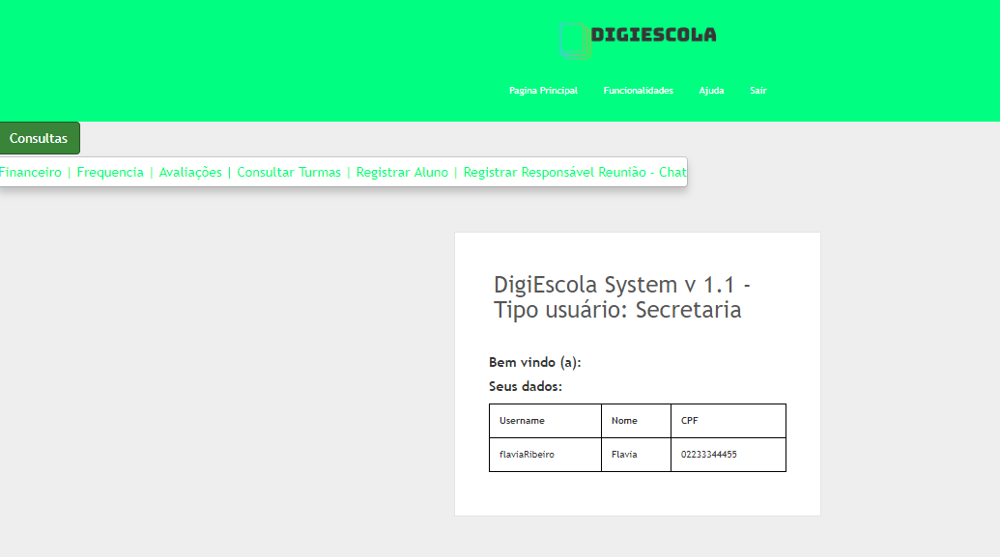 DIGIESCOLA
Pagina Principal Funcionalidades Ajuda Sair
Consultas
Financeiro | Frequencia | Avaliações | Consultar Turmas | Registrar Aluno | Registrar Responsável Reunião - Chat
DigiEscola System v 1.1 -
Tipo usuário: Secretaria
Bem vindo (a):
Seus dados:
Username Nome CPF
flaviaRibeiro Flavia 02233344455